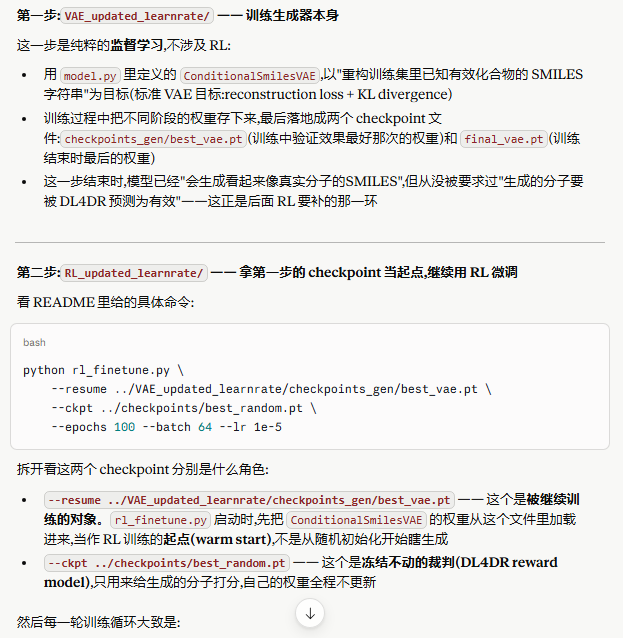 第一步:VAE_updated_learnrate/ —— 训练生成器本身
这一步是纯粹的监督学习,不涉及 RL:
用 model.py 里定义的 ConditionalSmilesVAE,以"重构训练集里已知有效化合物的 SMILES
字符串"为目标(标准 VAE 目标:reconstruction loss + KL divergence)
训练过程中把不同阶段的权重存下来,最后落地成两个 checkpoint 文
件:checkpoints_gen/best_vae.pt(训练中验证效果最好那次的权重)和 final_vae.pt(训练
结束时最后的权重)
这一步结束时,模型已经"会生成看起来像真实分子的SMILES",但从没被要求过"生成的分子要
被 DL4DR 预测为有效"——这正是后面 RL 要补的那一环
第二步:RL_updated_learnrate/ —— 拿第一步的 checkpoint 当起点,继续用 RL 微调
看 README 里给的具体命令:
bash
python rl_finetune.py \
--resume ../VAE_updated_learnrate/checkpoints_gen/best_vae.pt \
--ckpt ../checkpoints/best_random.pt \
--epochs 100 --batch 64 --lr 1e-5
拆开看这两个 checkpoint 分别是什么角色:
--resume ../VAE_updated_learnrate/checkpoints_gen/best_vae.pt —— 这个是被继续训
练的对象。rl_finetune.py 启动时,先把 ConditionalSmilesVAE 的权重从这个文件里加载
进来,当作 RL 训练的起点(warm start),不是从随机初始化开始瞎生成
--ckpt ../checkpoints/best_random.pt —— 这个是冻结不动的裁判(DL4DR reward
model),只用来给生成的分子打分,自己的权重全程不更新
然后每一轮训练循环大致是: